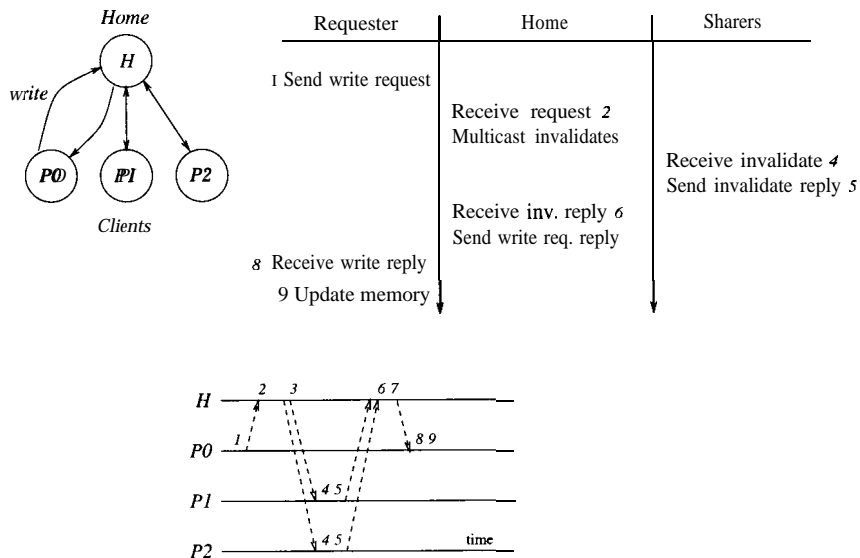 Home
H
write
P0
P1
P2
Clients
Requester
Home
Sharers
1 Send write request
Receive request 2
Multicast invalidates
Receive invalidate 4
Send invalidate reply 5
Receive inv. reply 6
Send write req. reply
8 Receive write reply
9 Update memory
2 3 6 7
H
1 8 9
P0
4 5
P1
4 5 time
P2